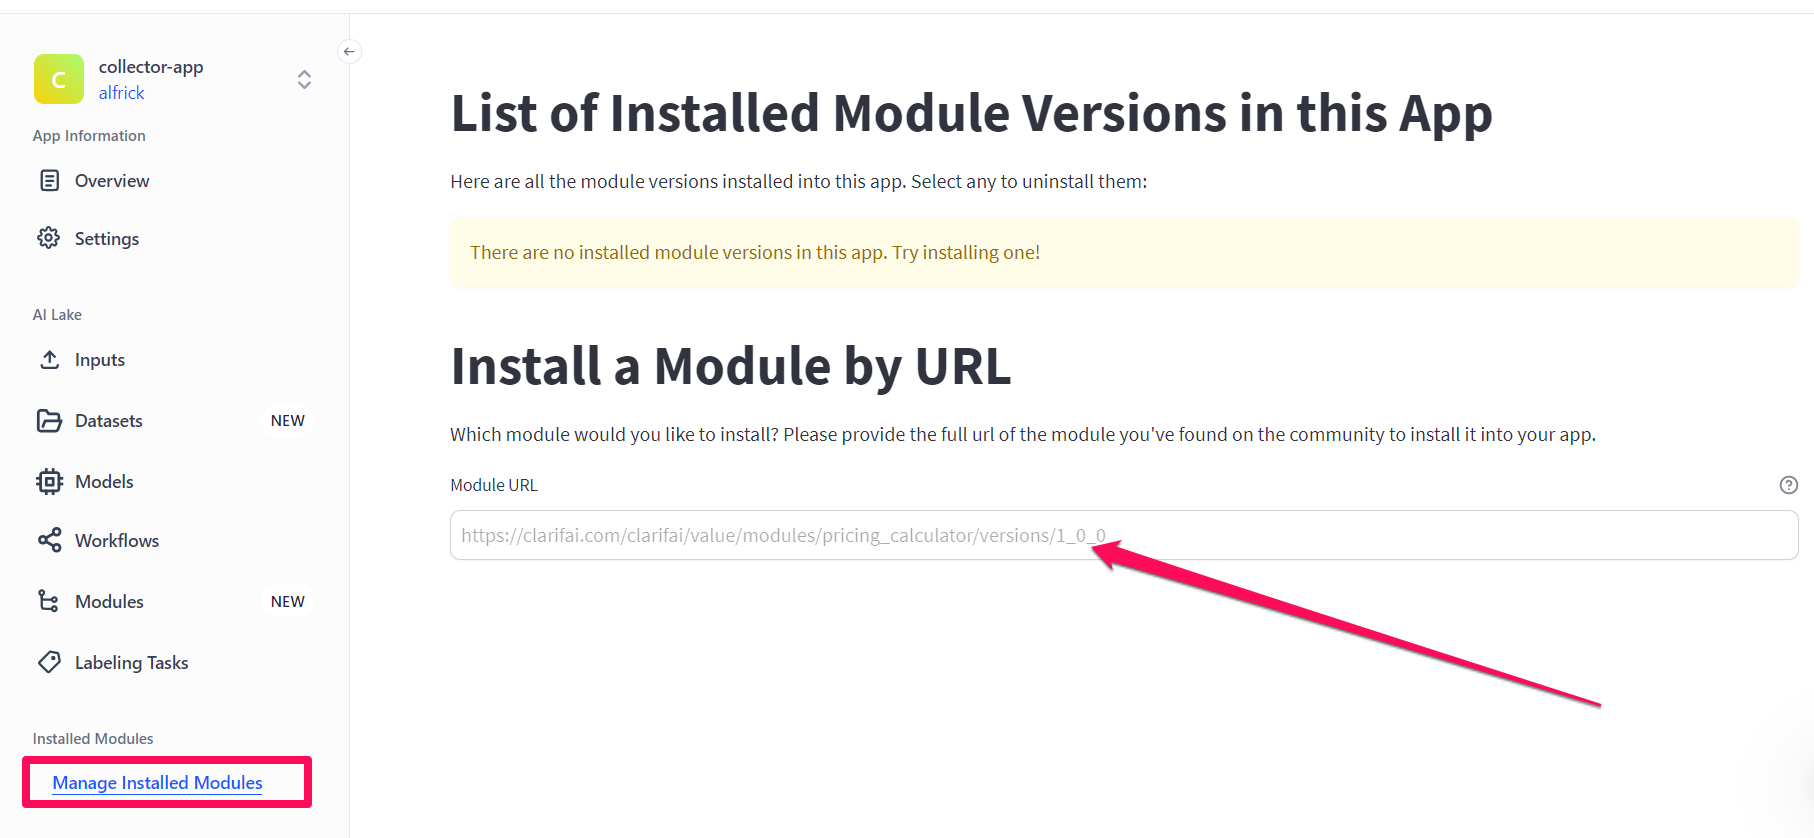 C
collector-app
alfrick
App Information
Overview
Settings
AI Lake
Inputs
Datasets NEW
Models
Workflows
Modules NEW
Labeling Tasks
Installed Modules
Manage Installed Modules
List of Installed Module Versions in this App
Here are all the module versions installed into this app. Select any to uninstall them:
There are no installed module versions in this app. Try installing one!
Install a Module by URL
Which module would you like to install? Please provide the full url of the module you've found on the community to install it into your app.
Module URL
https://clarifai.com/clarifai/value/modules/pricing_calculator/versions/1_0_0